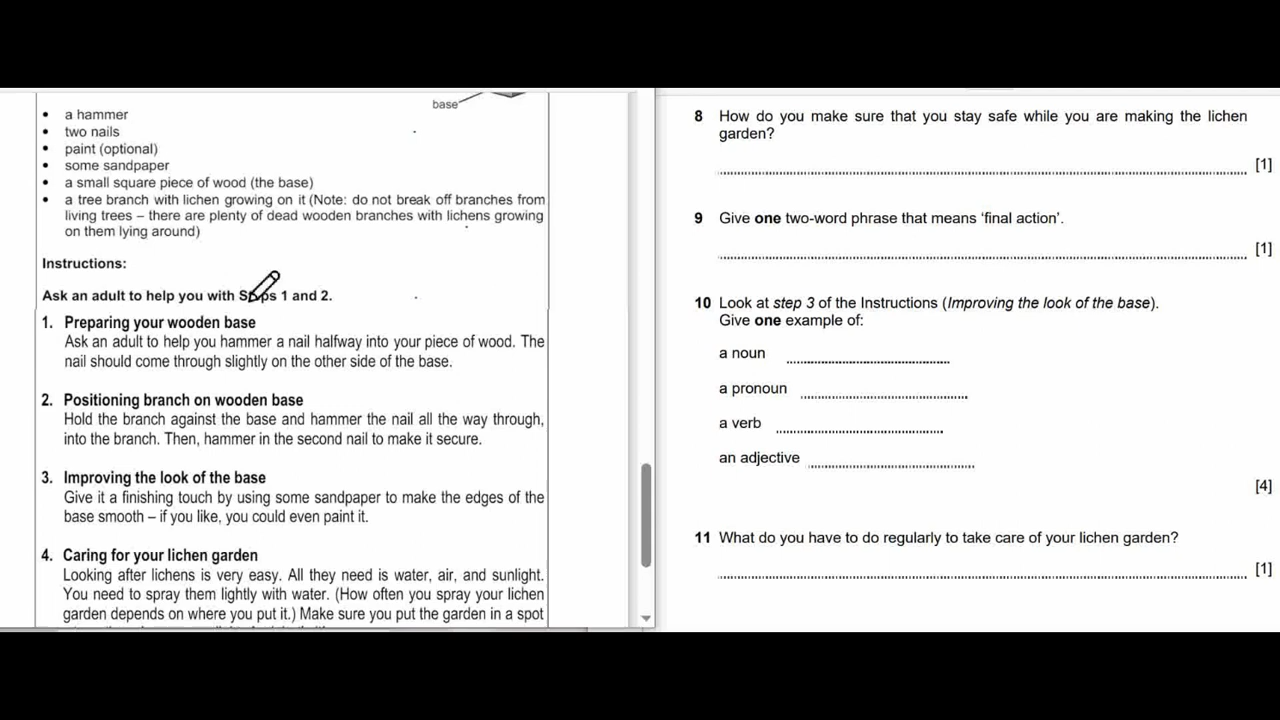 base
• a hammer
• two nails
• paint (optional)
• some sandpaper
• a small square piece of wood (the base)
• a tree branch with lichen growing on it (Note: do not break off branches from
living trees – there are plenty of dead wooden branches with lichens growing
on them lying around)
Instructions:
Ask an adult to help you with Steps 1 and 2.
1. Preparing your wooden base
Ask an adult to help you hammer a nail halfway into your piece of wood. The
nail should come through slightly on the other side of the base.
2. Positioning branch on wooden base
Hold the branch against the base and hammer the nail all the way through,
into the branch. Then, hammer in the second nail to make it secure.
3. Improving the look of the base
Give it a finishing touch by using some sandpaper to make the edges of the
base smooth – if you like, you could even paint it.
4. Caring for your lichen garden
Looking after lichens is very easy. All they need is water, air, and sunlight.
You need to spray them lightly with water. (How often you spray your lichen
garden depends on where you put it.) Make sure you put the garden in a spot
8 How do you make sure that you stay safe while you are making the lichen
garden?
[1]
9 Give one two-word phrase that means ‘final action’.
[1]
10 Look at step 3 of the Instructions (Improving the look of the base).
Give one example of:
a noun
a pronoun
a verb
an adjective
[4]
11 What do you have to do regularly to take care of your lichen garden?
[1]